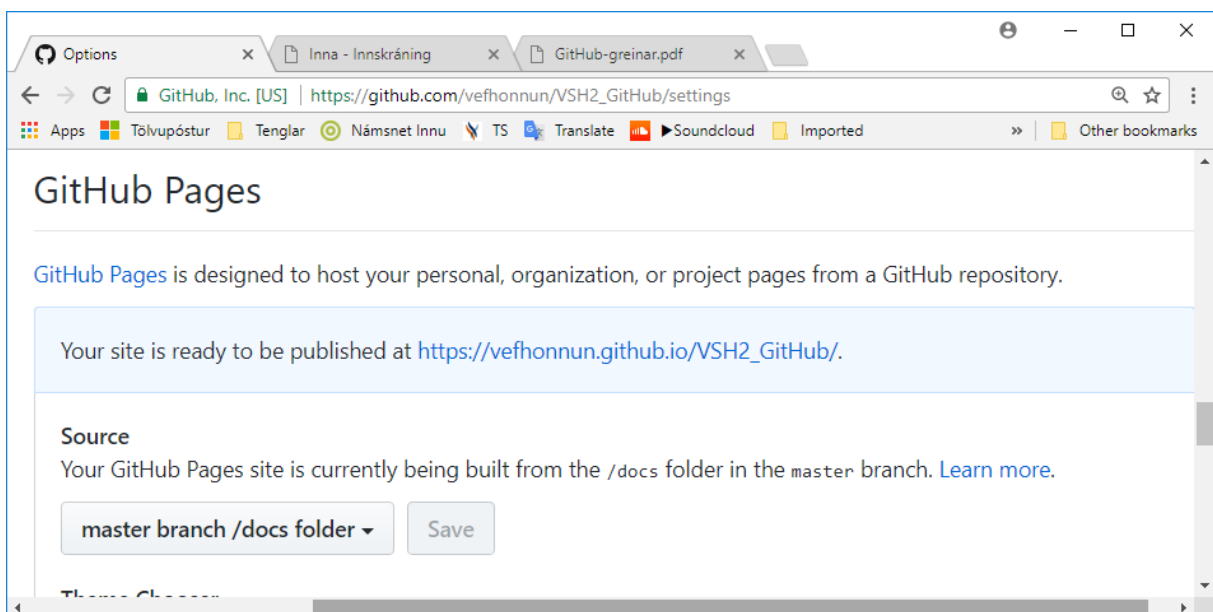 Options
Inna - Innskráning
GitHub-greinar.pdf
GitHub, Inc. [US] | https://github.com/vefhonnun/VSH2_GitHub/settings
Apps Tölvupóstur Tenglar Námsnet Innu TS Translate ▶Soundcloud Imported » Other bookmarks
GitHub Pages
GitHub Pages is designed to host your personal, organization, or project pages from a GitHub repository.
Your site is ready to be published at https://vefhonnun.github.io/VSH2_GitHub/.
Source
Your GitHub Pages site is currently being built from the /docs folder in the master branch. Learn more.
master branch /docs folder Save
Theme Chooser